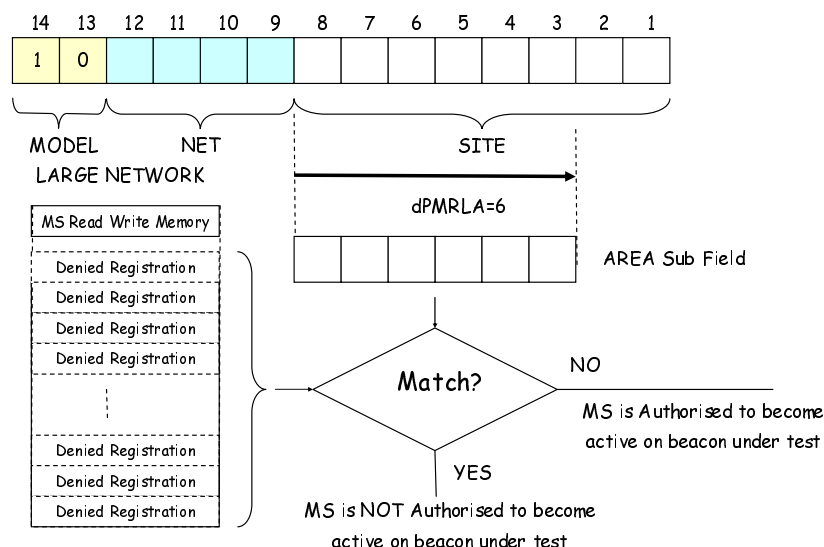 14 13 12 11 10 9 8 7 6 5 4 3 2 1
1 0
MODEL NET SITE
LARGE NETWORK
dPMRLA=6
MS Read Write Memory
AREA Sub Field
Denied Registration
Denied Registration
Denied Registration
Denied Registration
NO
Match?
MS is Authorised to become
active on beacon under test
Denied Registration
Denied Registration
Denied Registration
YES
MS is NOT Authorised to become
active on beacon under test